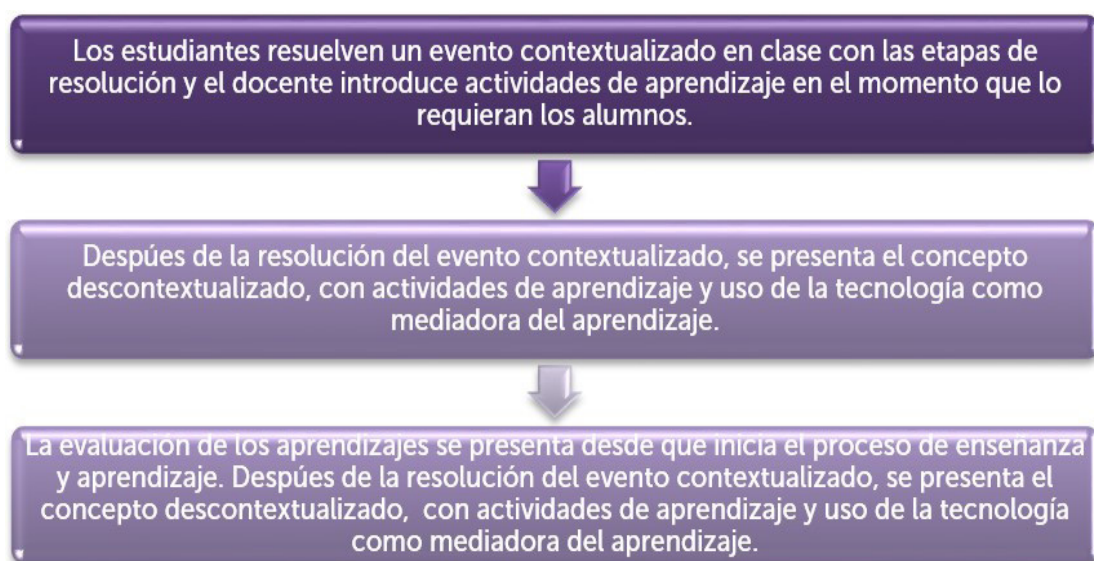 Los estudiantes resuelven un evento contextualizado en clase con las etapas de
resolución y el docente introduce actividades de aprendizaje en el momento que lo
requieran los alumnos.
Despúes de la resolución del evento contextualizado, se presenta el concepto
descontextualizado, con actividades de aprendizaje y uso de la tecnología como
mediadora del aprendizaje.
La evaluación de los aprendizajes se presenta desde que inicia el proceso de enseñanza
y aprendizaje. Despúes de la resolución del evento contextualizado, se presenta el
concepto descontextualizado, con actividades de aprendizaje y uso de la tecnología
como mediadora del aprendizaje.